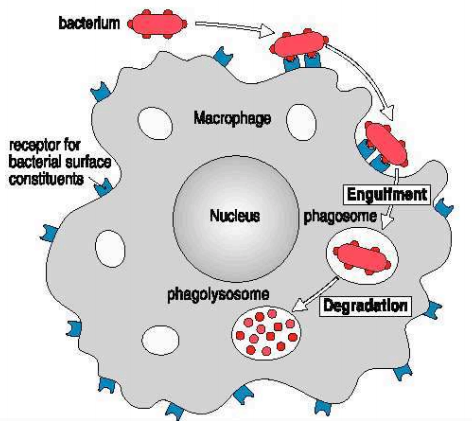 bacterium
Macrophage
receptor for
bacterial surface
constituents
Engulfment
Nucleus
phagosome
phagolysosome
Degradation